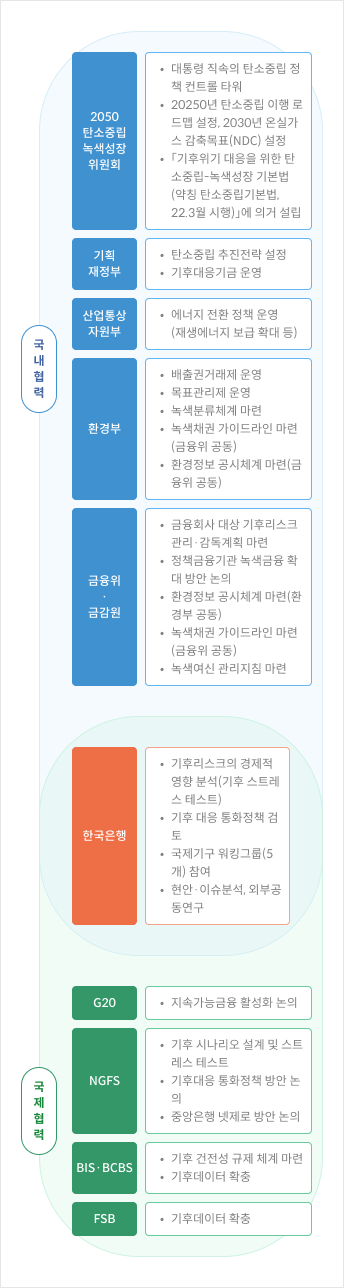 2050
탄소중립
녹색성장
위원회
• 대통령 직속의 탄소중립 정
책 컨트롤 타워
• 20250년 탄소중립 이행 로
드맵 설정, 2030년 온실가
스 감축목표(NDC) 설정
• 「기후위기 대응을 위한 탄
소중립–녹색성장 기본법
(약칭 탄소중립기본법,
22.3월 시행)」에 의거 설립
기획
재정부
• 탄소중립 추진전략 설정
• 기후대응기금 운영
산업통상
자원부
• 에너지 전환 정책 운영
(재생에너지 보급 확대 등)
국
내
협
력
환경부
• 배출권거래제 운영
• 목표관리제 운영
• 녹색분류체계 마련
• 녹색채권 가이드라인 마련
(금융위 공동)
• 환경정보 공시체계 마련(금
융위 공동)
금융위
·
금감원
• 금융회사 대상 기후리스크
관리·감독계획 마련
• 정책금융기관 녹색금융 확
대 방안 논의
• 환경정보 공시체계 마련(환
경부 공동)
• 녹색채권 가이드라인 마련
(금융위 공동)
• 녹색여신 관리지침 마련
한국은행
• 기후리스크의 경제적
영향 분석(기후 스트레
스 테스트)
• 기후 대응 통화정책 검
토
• 국제기구 워킹그룹(5
개) 참여
• 현안·이슈분석, 외부공
동연구
G20
• 지속가능금융 활성화 논의
NGFS
• 기후 시나리오 설계 및 스트
레스 테스트
• 기후대응 통화정책 방안 논
의
• 중앙은행 넷제로 방안 논의
국
제
협
력
BIS·BCBS
• 기후 건전성 규제 체계 마련
• 기후데이터 확충
FSB
• 기후데이터 확충